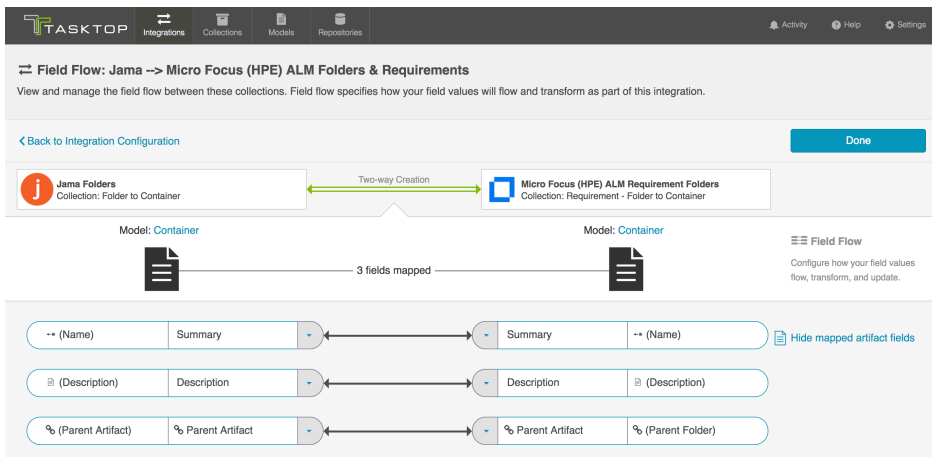 TASKTOP
Integrations
Collections
Models
Repositories
Activity
Help
Settings
Field Flow: Jama --> Micro Focus (HPE) ALM Folders & Requirements
View and manage the field flow between these collections. Field flow specifies how your field values will flow and transform as part of this integration.
Back to Integration Configuration
Done
Jama Folders
Collection: Folder to Container
Two-way Creation
Micro Focus (HPE) ALM Requirement Folders
Collection: Requirement - Folder to Container
Model: Container
Model: Container
3 fields mapped
Field Flow
Configure how your field values
flow, transform, and update.
(Name) Summary Summary (Name)
Hide mapped artifact fields
(Description) Description Description (Description)
(Parent Artifact) Parent Artifact Parent Artifact (Parent Folder)